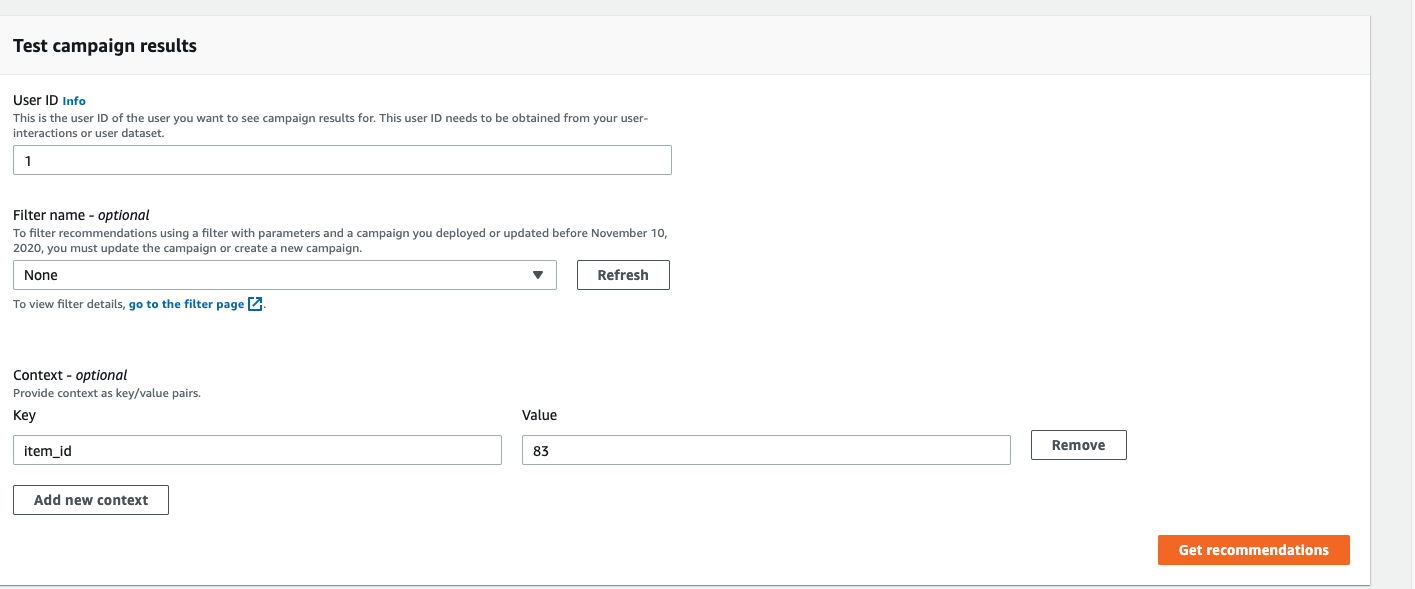 Test campaign results
User ID Info
This is the user ID of the user you want to see campaign results for. This user ID needs to be obtained from your user-
interactions or user dataset.
1
Filter name - optional
To filter recommendations using a filter with parameters and a campaign you deployed or updated before November 10,
2020, you must update the campaign or create a new campaign.
None
Refresh
To view filter details, go to the filter page.
Context - optional
Provide context as key/value pairs.
Key
Value
item_id
83
Remove
Add new context
Get recommendations